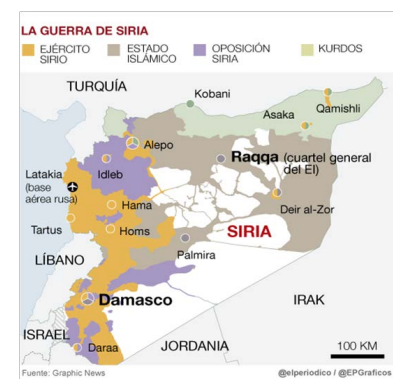 LA GUERRA DE SIRIA
EJÉRCITO SIRIO
ESTADO ISLÁMICO
OPOSICIÓN SIRIA
KURDOS
TURQUÍA
Kobani
Qamishli
Asaka
Alepo
Raqqa (cuartel general
del EI)
Latakia
(base
aérea rusa)
Idleb
Hama
Deir al-Zor
Tartus
Homs
SIRIA
LÍBANO
Palmira
Damasco
IRAK
ISRAEL
JORDANIA
Daraa
100 KM
Fuente: Graphic News
@elperiodico / @EPGraficos